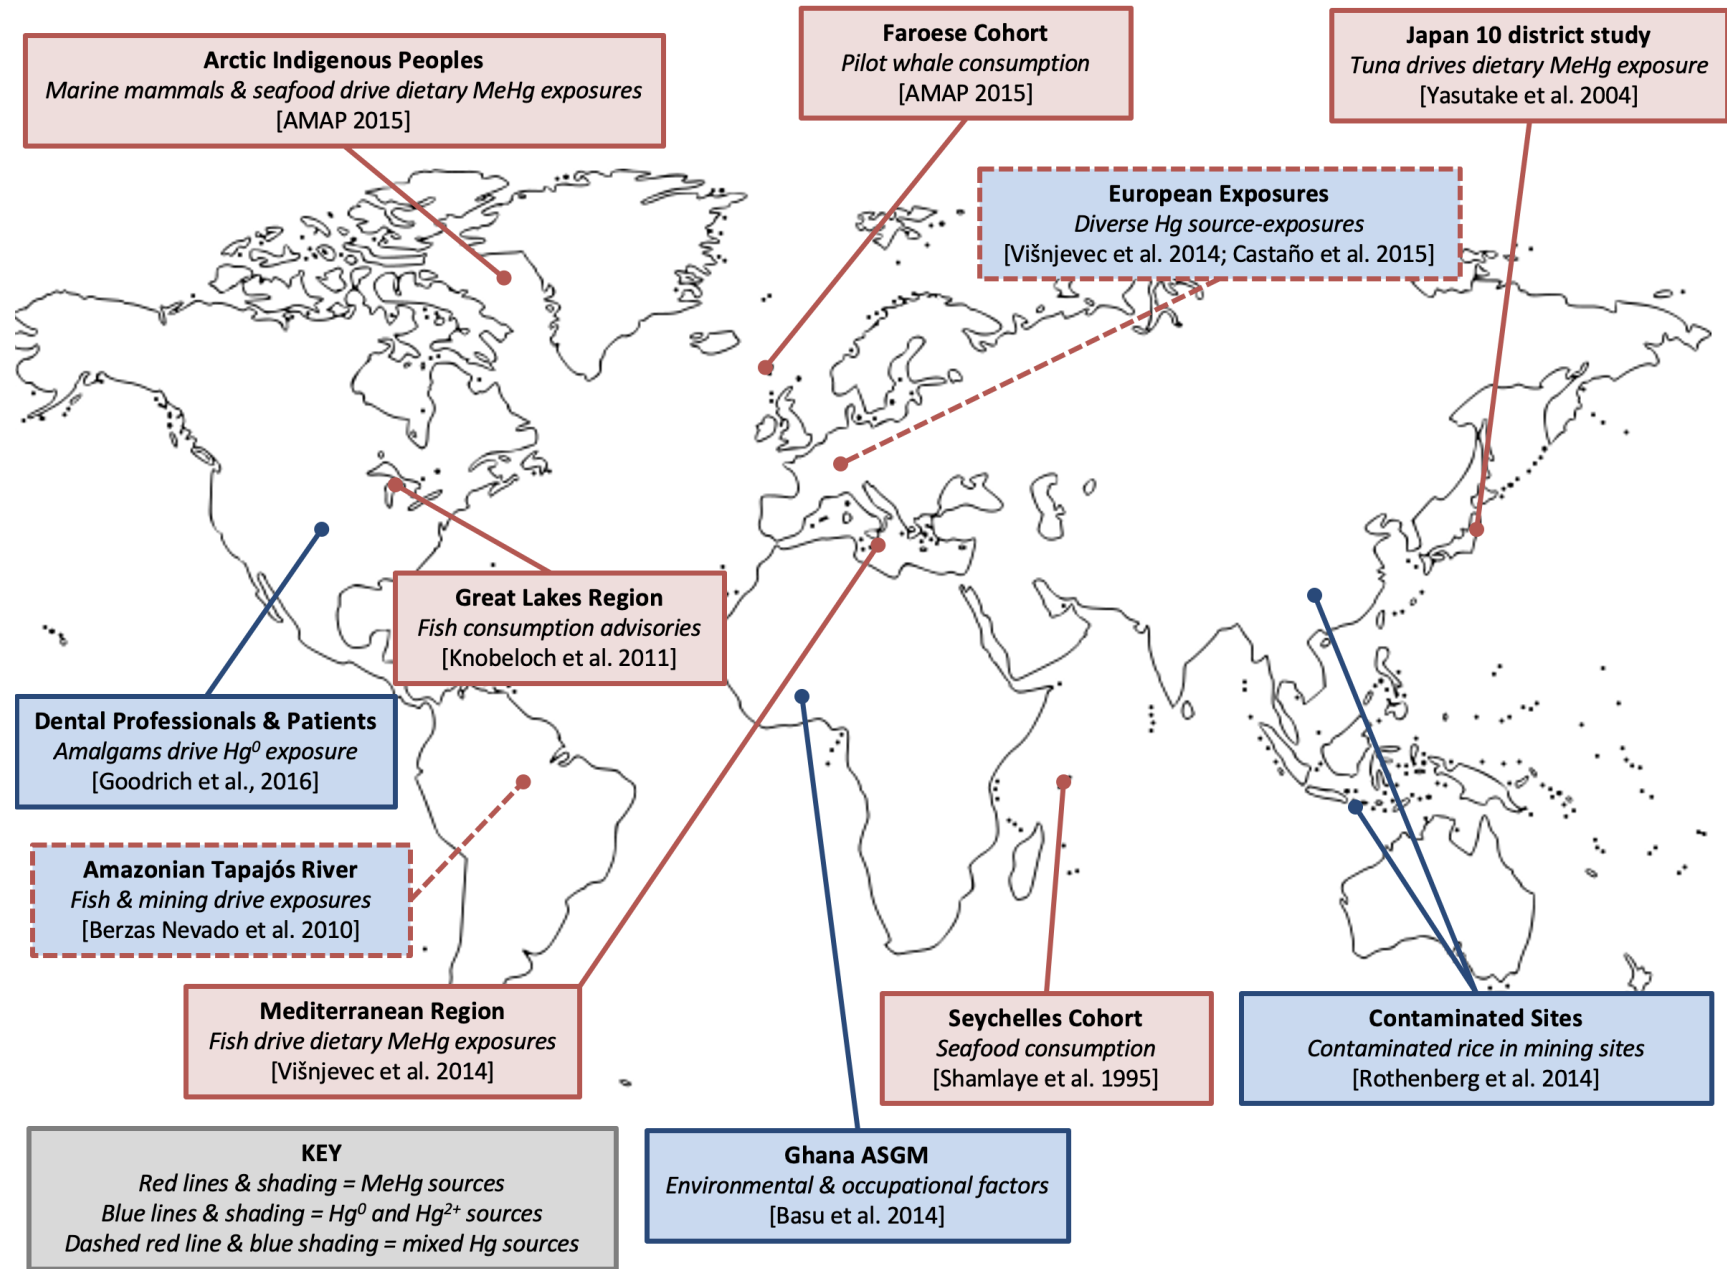 Arctic Indigenous Peoples
Marine mammals & seafood drive dietary MeHg exposures
[AMAP 2015]
Faroese Cohort
Pilot whale consumption
[AMAP 2015]
Japan 10 district study
Tuna drives dietary MeHg exposure
[Yasutake et al. 2004]
European Exposures
Diverse Hg source-exposures
[Višnjevec et al. 2014; Castaño et al. 2015]
Great Lakes Region
Fish consumption advisories
[Knobeloch et al. 2011]
Dental Professionals & Patients
Amalgams drive Hg⁰ exposure
[Goodrich et al., 2016]
Amazonian Tapajós River
Fish & mining drive exposures
[Berzas Nevado et al. 2010]
Mediterranean Region
Fish drive dietary MeHg exposures
[Višnjevec et al. 2014]
Seychelles Cohort
Seafood consumption
[Shamlaye et al. 1995]
Contaminated Sites
Contaminated rice in mining sites
[Rothenberg et al. 2014]
Ghana ASGM
Environmental & occupational factors
[Basu et al. 2014]
KEY
Red lines & shading = MeHg sources
Blue lines & shading = Hg⁰ and Hg²⁺ sources
Dashed red line & blue shading = mixed Hg sources